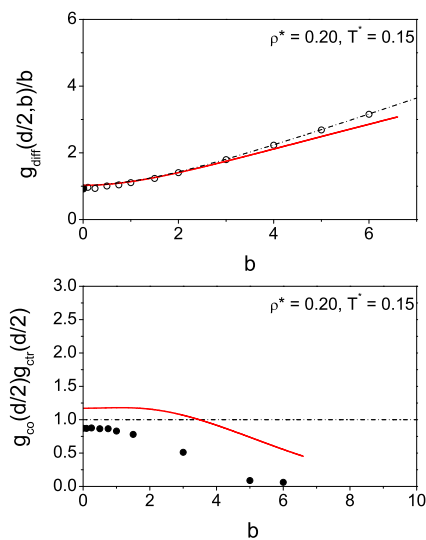 ρ* = 0.20, T* = 0.15
g_diff(d/2,b)/b
6
4
2
0
0 2 4 6
b
ρ* = 0.20, T* = 0.15
g_co(d/2)g_ctr(d/2)
3.0
2.5
2.0
1.5
1.0
0.5
0.0
0 2 4 6 8 10
b